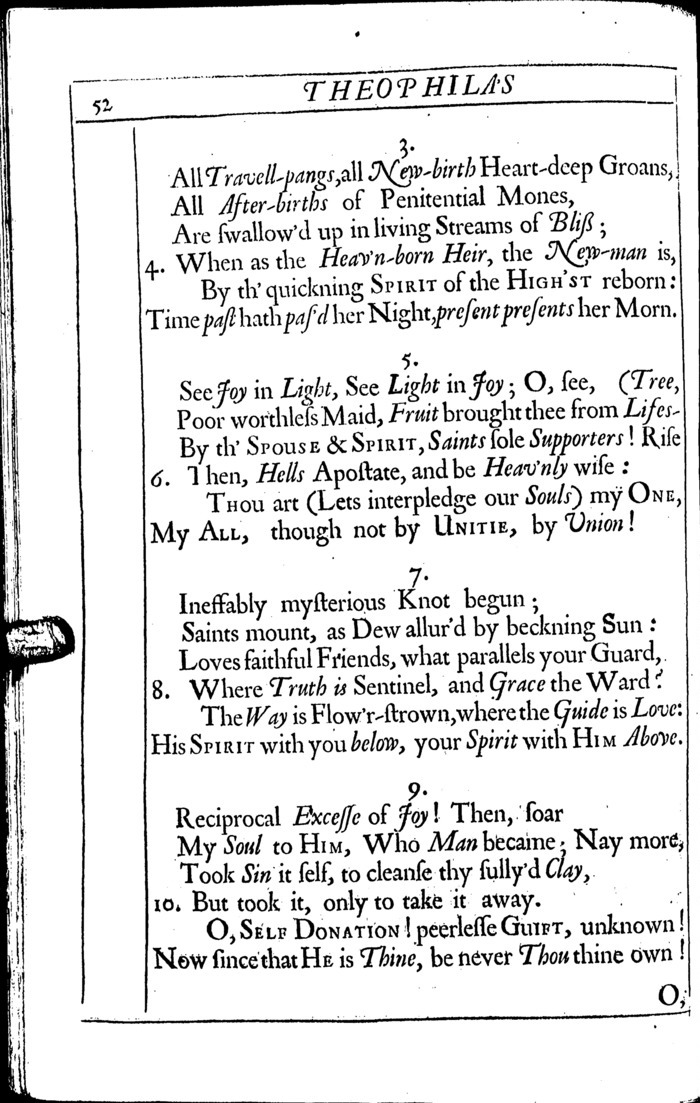 52
THEOPHILA'S
3.
All Travell-pangs, all New-birth Heart-deep Groans,
All After-births of Penitential Mones,
Are ſwallow'd up in living Streams of Bliß;
4. When as the Heav'n-born Heir, the New-man is,
By th' quickning SPIRIT of the HIGH'ST reborn:
Time paſt hath paſ'd her Night, preſent preſents her Morn.
5.
See Joy in Light, See Light in Joy; O, ſee, (Tree,
Poor worthleſs Maid, Fruit brought thee from Lifes-
By th' SPOUSE & SPIRIT, Saints ſole Supporters! Riſe
6. Then, Hells Apoſtate, and be Heav'nly wiſe:
THOU art (Lets interpledge our Souls) my ONE,
My ALL, though not by UNITIE, by Union!
7.
Ineffably myſterious Knot begun;
Saints mount, as Dew allur'd by beckning Sun:
Loves faithful Friends, what parallels your Guard,
8. Where Truth is Sentinel, and Grace the Ward?
The Way is Flow'r-ſtrown, where the Guide is Love:
His SPIRIT with you below, your Spirit with HIM Above.
9.
Reciprocal Exceſſe of Joy! Then, ſoar
My Soul to HIM, Who Man became; Nay more,
Took Sin it ſelf, to cleanſe thy ſully'd Clay,
10. But took it, only to take it away.
O, SELF DONATION! peerleſſe GUIFT, unknown!
Now ſince that HE is Thine, be never Thou thine own!
O,